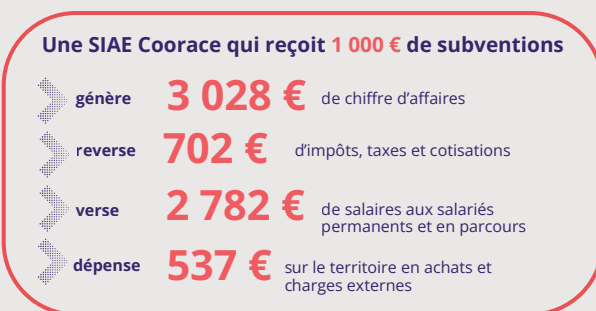 Une SIAE Coorace qui reçoit 1 000 € de subventions
génère 3 028 € de chiffre d'affaires
reverse 702 € d'impôts, taxes et cotisations
verse 2 782 € de salaires aux salariés
permanents et en parcours
dépense 537 € sur le territoire en achats et
charges externes